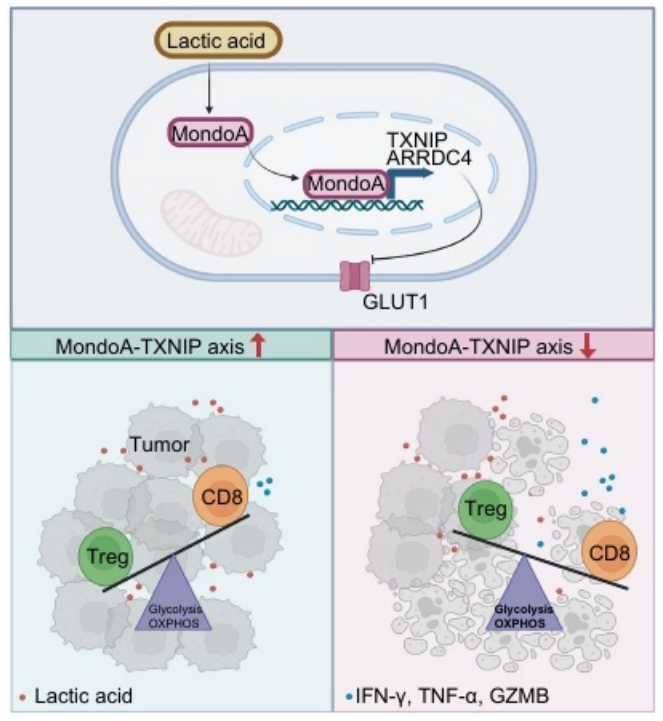 Lactic acid
MondoA
TXNIP
ARRDC4
MondoA
GLUT1
MondoA-TXNIP axis
MondoA-TXNIP axis
Tumor
CD8
Treg
Glycolysis
OXPHOS
Lactic acid
Treg
CD8
Glycolysis
OXPHOS
IFN-γ, TNF-α, GZMB